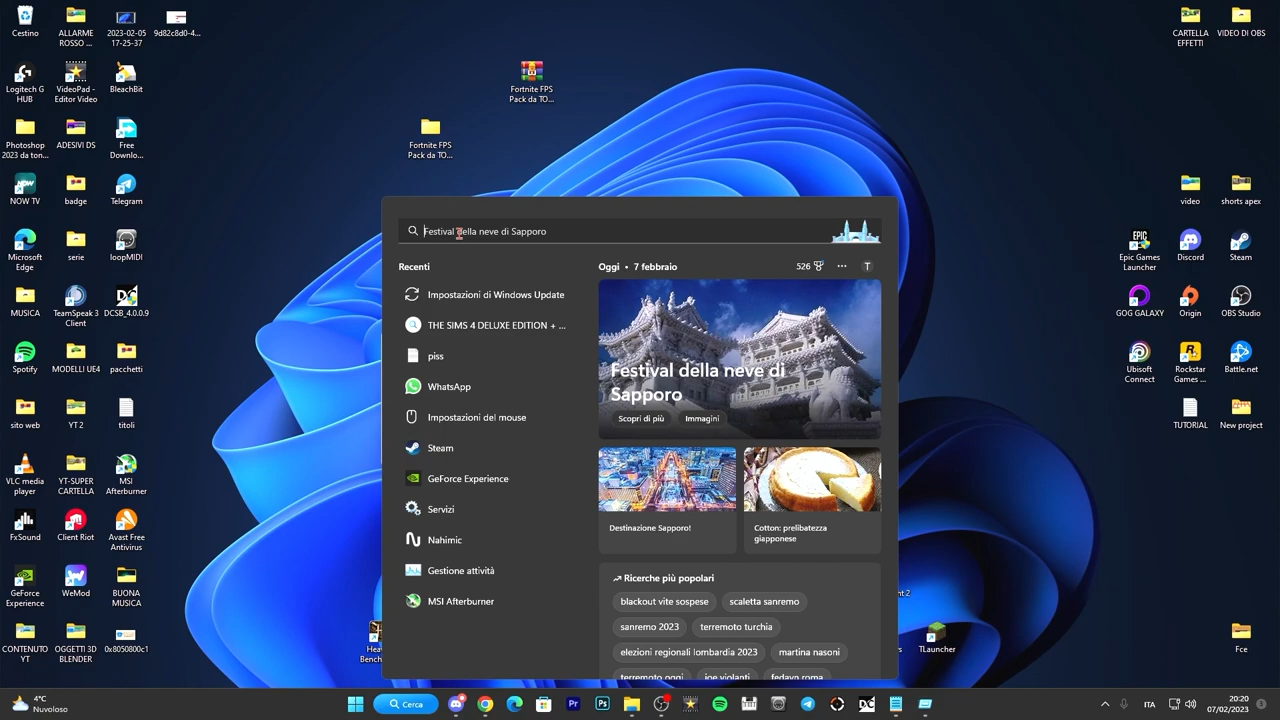 Cestino
ALLARME
ROSSO ...
2023-02-05
17-25-37
9d82c8d0-4...
Logitech G
HUB
VideoPad -
Editor Video
BleachBit
Photoshop
2023 da ton...
ADESIVI DS
Free
Downlo...
NOW TV
badge
Telegram
Microsoft
Edge
serie
loopMIDI
MUSICA
TeamSpeak 3
Client
DCSB_4.0.0.9
Spotify
MODELLI UE4
pacchetti
sito web
YT 2
titoli
VLC media
player
YT-SUPER
CARTELLA
MSI
Afterburner
FxSound
Client Riot
Avast Free
Antivirus
GeForce
Experience
WeMod
BUONA
MUSICA
CONTENUTO
YT
OGGETTI 3D
BLENDER
0x8050800c1
Fortnite FPS
Pack da TO...
Fortnite FPS
Pack da TO...
CARTELLA
EFFETTI
VIDEO DI OBS
video
shorts apex
Epic Games
Launcher
Discord
Steam
GOG GALAXY
Origin
OBS Studio
Ubisoft
Connect
Rockstar
Games ...
Battle.net
TUTORIAL
New project
Fce
TLauncher
Festival della neve di Sapporo
Recenti
Impostazioni di Windows Update
THE SIMS 4 DELUXE EDITION + ...
piss
WhatsApp
Impostazioni del mouse
Steam
GeForce Experience
Servizi
Nahimic
Gestione attività
MSI Afterburner
Oggi • 7 febbraio
526
T
Festival della neve di
Sapporo
Scopri di più
Immagini
Destinazione Sapporo!
Cotton: prelibatezza
giapponese
Ricerche più popolari
blackout vite sospese
scaletta sanremo
sanremo 2023
terremoto turchia
elezioni regionali lombardia 2023
martina nasoni
terremoto oggi
joe violanti
fedayn roma
4°C
Nuvoloso
Cerca
ITA
20:20
07/02/2023